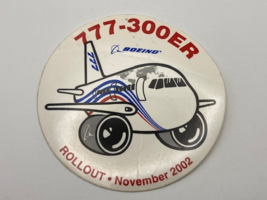 777-300ER
BOEING
ROLLOUT • November 2002